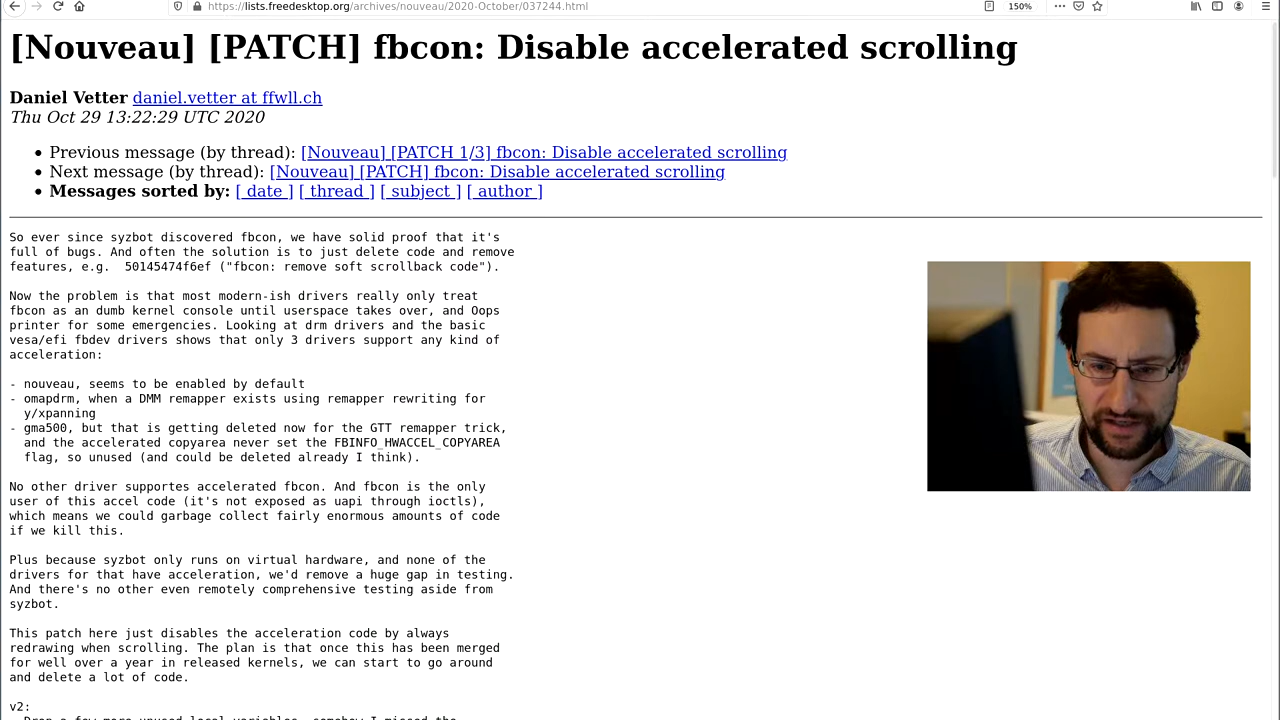 https://lists.freedesktop.org/archives/nouveau/2020-October/037244.html
150%
[Nouveau] [PATCH] fbcon: Disable accelerated scrolling
Daniel Vetter daniel.vetter at ffwll.ch
Thu Oct 29 13:22:29 UTC 2020
• Previous message (by thread): [Nouveau] [PATCH 1/3] fbcon: Disable accelerated scrolling
• Next message (by thread): [Nouveau] [PATCH] fbcon: Disable accelerated scrolling
• Messages sorted by: [ date ] [ thread ] [ subject ] [ author ]
So ever since syzbot discovered fbcon, we have solid proof that it's
full of bugs. And often the solution is to just delete code and remove
features, e.g.  50145474f6ef ("fbcon: remove soft scrollback code").
Now the problem is that most modern-ish drivers really only treat
fbcon as an dumb kernel console until userspace takes over, and Oops
printer for some emergencies. Looking at drm drivers and the basic
vesa/efi fbdev drivers shows that only 3 drivers support any kind of
acceleration:
- nouveau, seems to be enabled by default
- omapdrm, when a DMM remapper exists using remapper rewriting for
y/xpanning
- gma500, but that is getting deleted now for the GTT remapper trick,
and the accelerated copyarea never set the FBINFO_HWACCEL_COPYAREA
flag, so unused (and could be deleted already I think).
No other driver supportes accelerated fbcon. And fbcon is the only
user of this accel code (it's not exposed as uapi through ioctls),
which means we could garbage collect fairly enormous amounts of code
if we kill this.
Plus because syzbot only runs on virtual hardware, and none of the
drivers for that have acceleration, we'd remove a huge gap in testing.
And there's no other even remotely comprehensive testing aside from
syzbot.
This patch here just disables the acceleration code by always
redrawing when scrolling. The plan is that once this has been merged
for well over a year in released kernels, we can start to go around
and delete a lot of code.
v2:
- Drop a few more unused local variables, somehow I missed the